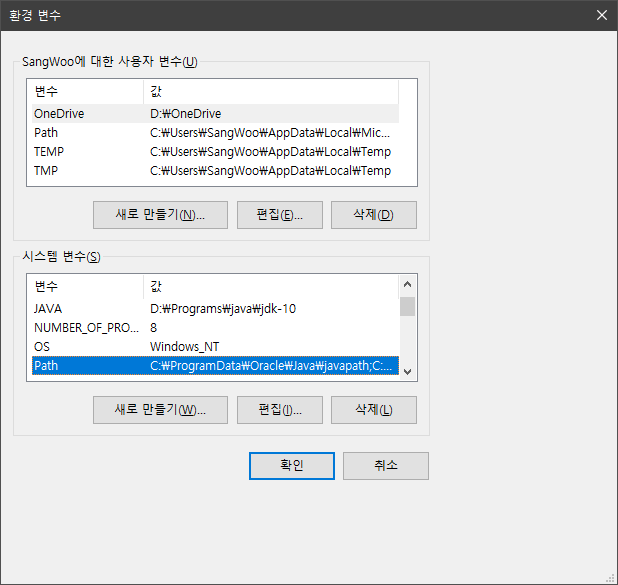 환경 변수
SangWoo에 대한 사용자 변수(U)
변수 값
OneDrive D:₩OneDrive
Path C:₩Users₩SangWoo₩AppData₩Local₩Mic...
TEMP C:₩Users₩SangWoo₩AppData₩Local₩Temp
TMP C:₩Users₩SangWoo₩AppData₩Local₩Temp
새로 만들기(N)... 편집(E)... 삭제(D)
시스템 변수(S)
변수 값
JAVA D:₩Programs₩java₩jdk-10
NUMBER_OF_PRO... 8
OS Windows_NT
Path C:₩ProgramData₩Oracle₩Java₩javapath;C:...
새로 만들기(W)... 편집(I)... 삭제(L)
확인 취소